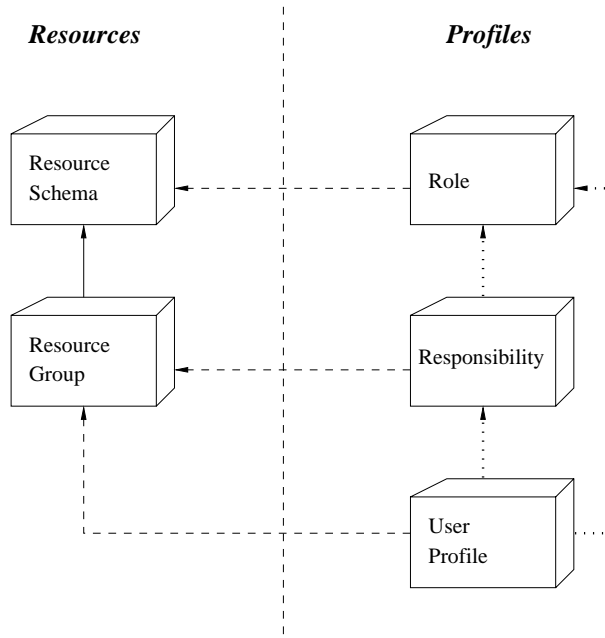 Resources
Profiles
Resource
Schema
Role
Resource
Group
Responsibility
User
Profile